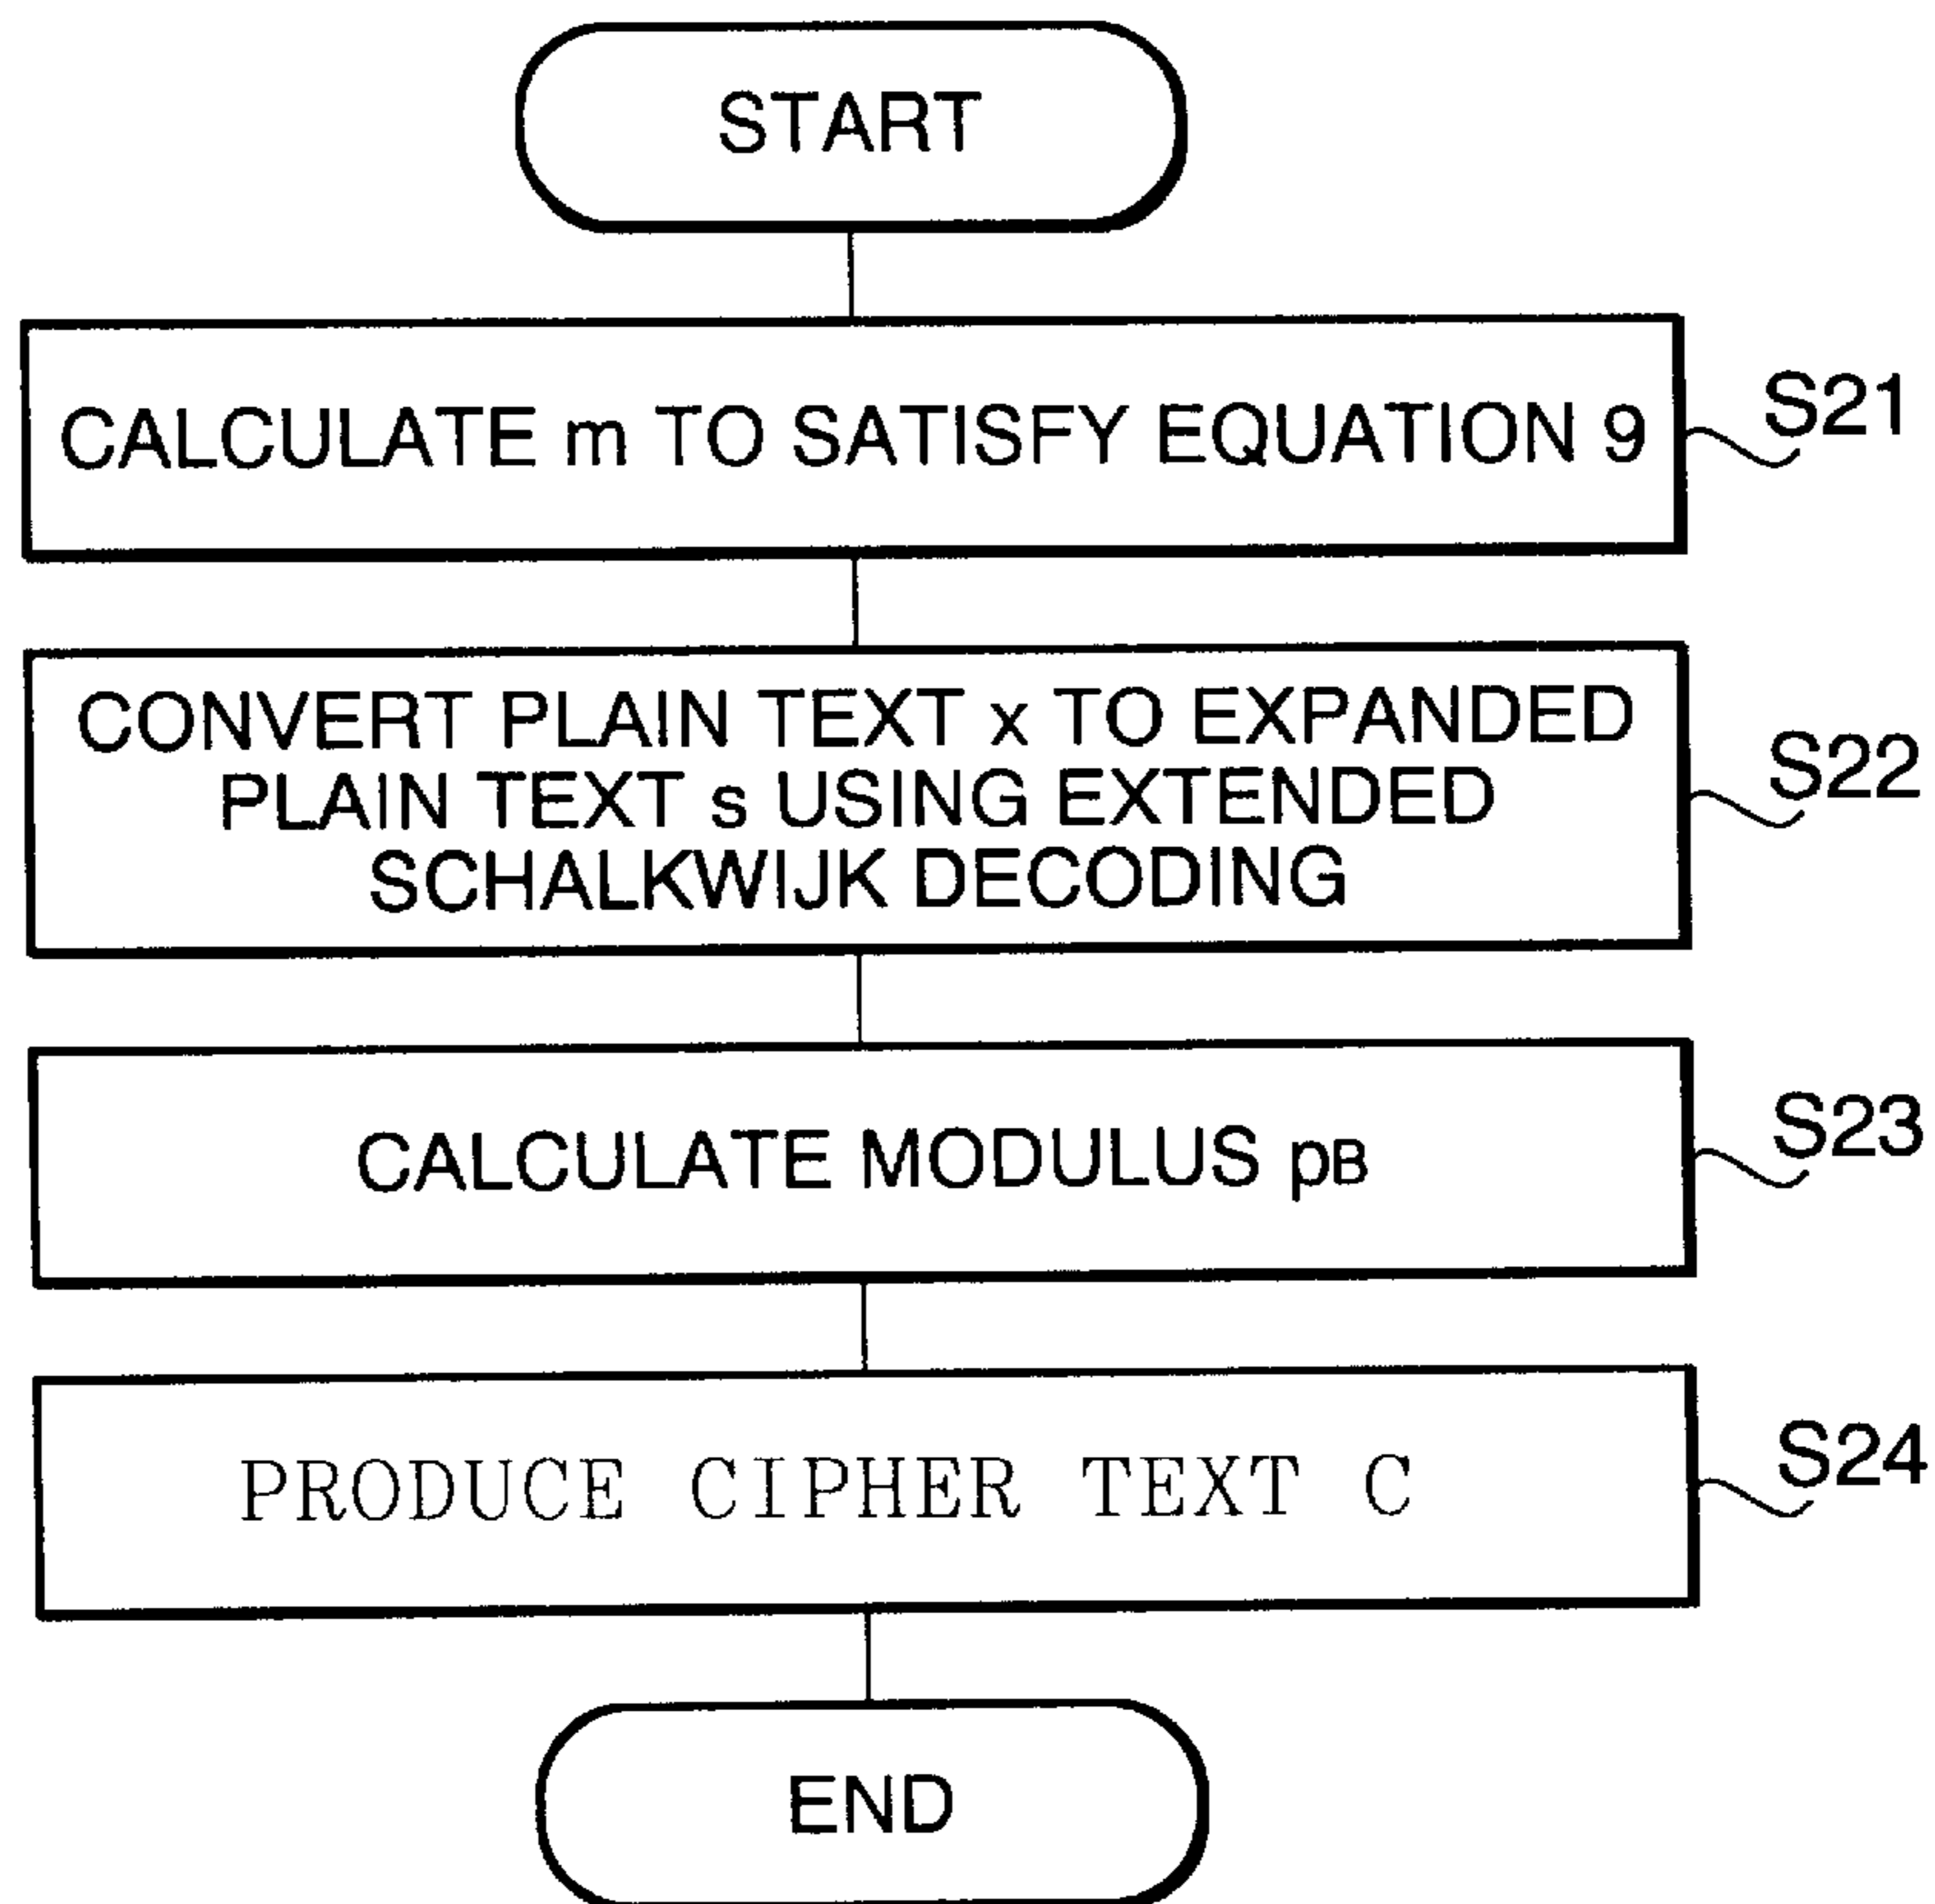 START
CALCULATE m TO SATISFY EQUATION 9
S21
CONVERT PLAIN TEXT x TO EXPANDED
PLAIN TEXT s USING EXTENDED
SCHALKWIJK DECODING
S22
CALCULATE MODULUS pB
S23
PRODUCE CIPHER TEXT C
S24
END